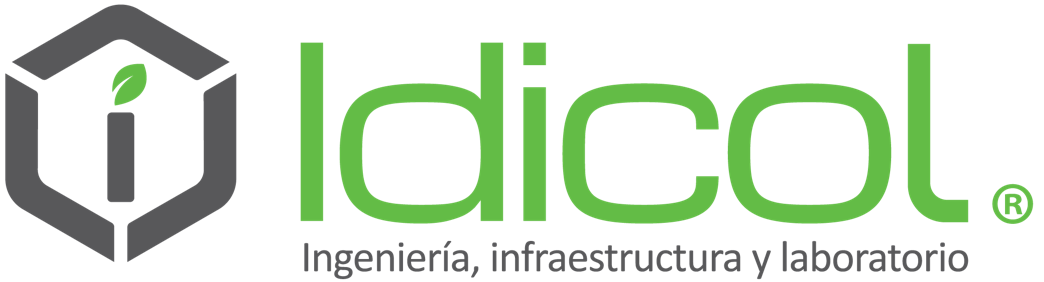 Idicol ®
Ingeniería, infraestructura y laboratorio